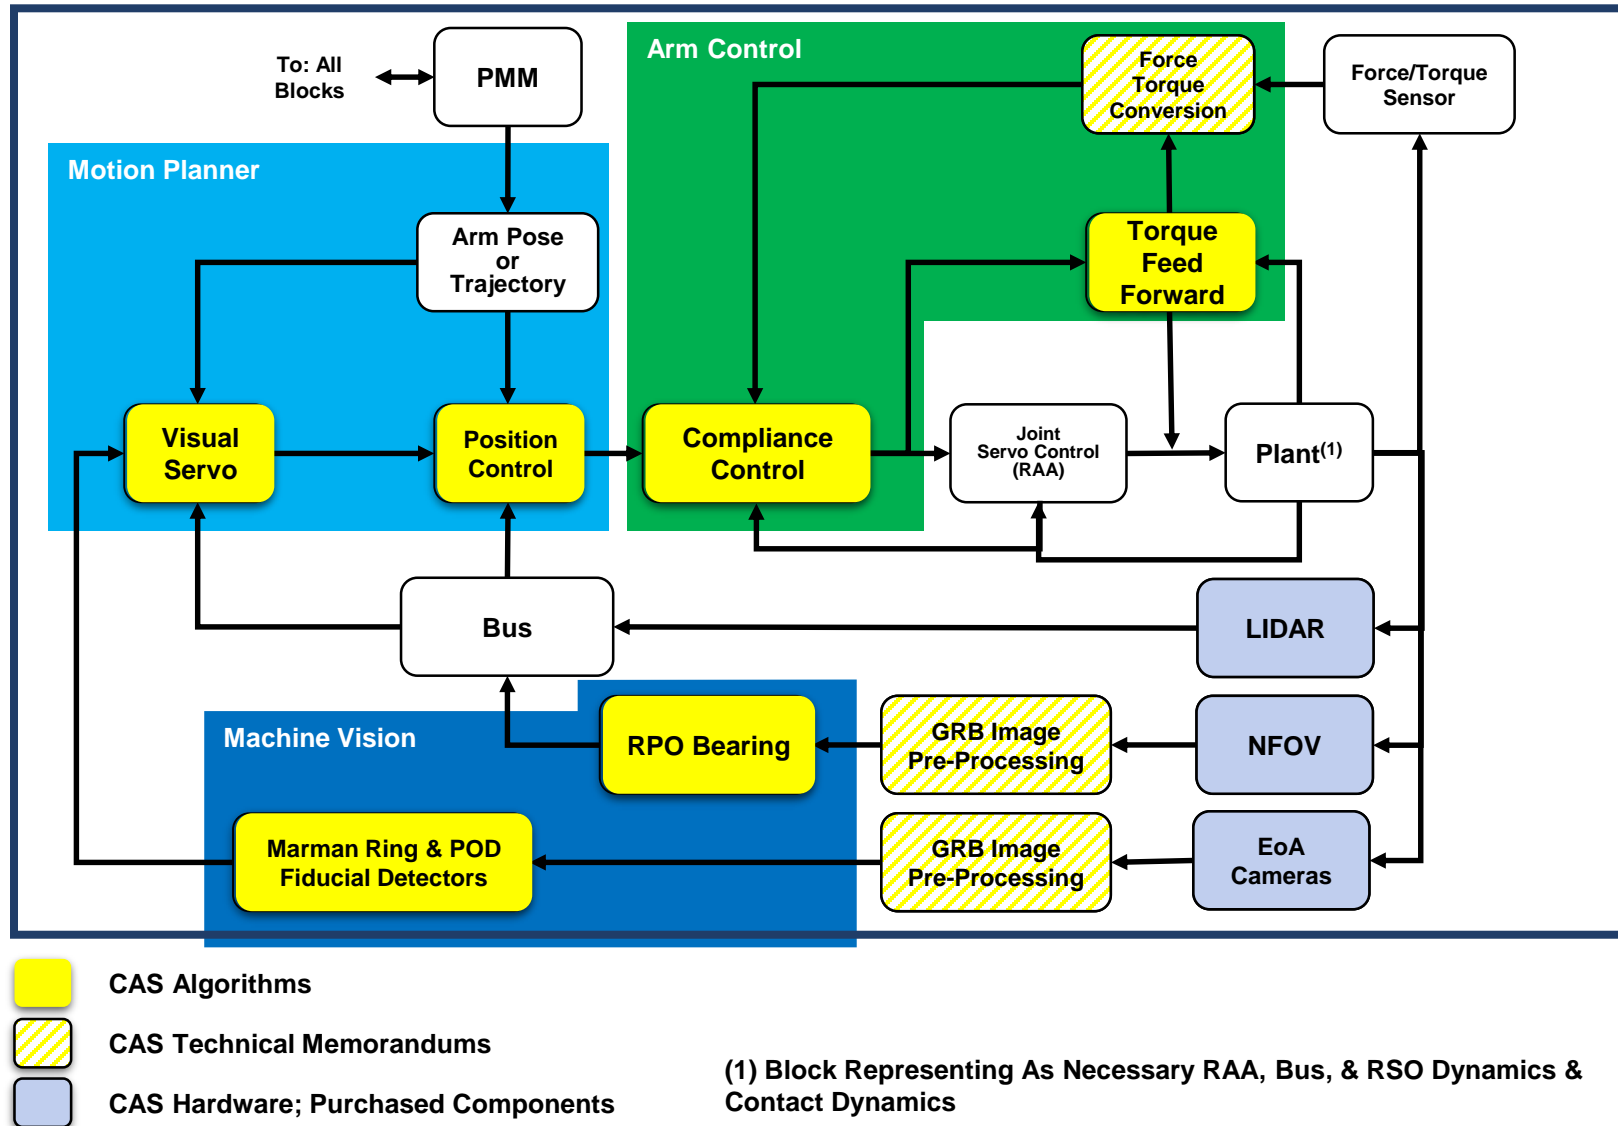 To: All
Blocks
PMM
Arm Control
Force
Torque
Conversion
Force/Torque
Sensor
Motion Planner
Arm Pose
or
Trajectory
Torque
Feed
Forward
Visual
Servo
Position
Control
Compliance
Control
Joint
Servo Control
(RAA)
Plant(1)
Bus
LIDAR
Machine Vision
RPO Bearing
GRB Image
Pre-Processing
NFOV
Marman Ring & POD
Fiducial Detectors
GRB Image
Pre-Processing
EoA
Cameras
CAS Algorithms
CAS Technical Memorandums
CAS Hardware; Purchased Components
(1) Block Representing As Necessary RAA, Bus, & RSO Dynamics &
Contact Dynamics